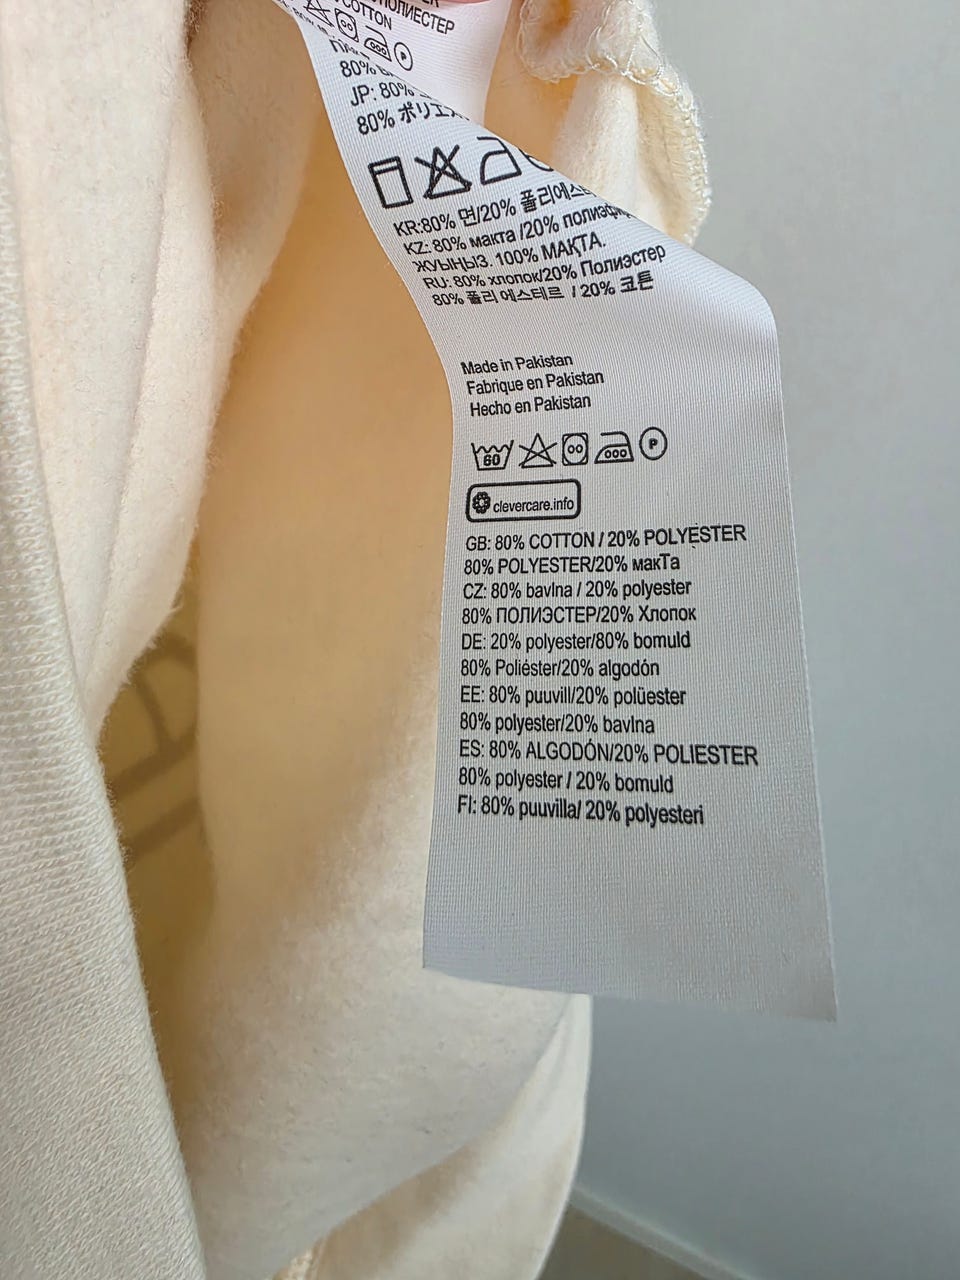 COTTON
80%
JP: 80%
80% ポリエス
KR:80% 면/20% 폴리에스
KZ: 80% мақта /20% полиэфи
ЖУЫҢЫЗ. 100% МАҚТА.
RU: 80% хлопок/20% Полиэстер
80% 폴리 에스테르 / 20% 코튼
Made in Pakistan
Fabrique en Pakistan
Hecho en Pakistan
60
P
clevercare.info
GB: 80% COTTON / 20% POLYESTER
80% POLYESTER/20% макТа
CZ: 80% bavlna / 20% polyester
80% ПОЛИЭСТЕР/20% Хлопок
DE: 20% polyester/80% bomuld
80% Poliéster/20% algodón
EE: 80% puuvill/20% polüester
80% polyester/20% bavlna
ES: 80% ALGODÓN/20% POLIESTER
80% polyester / 20% bomuld
FI: 80% puuvilla/ 20% polyesteri